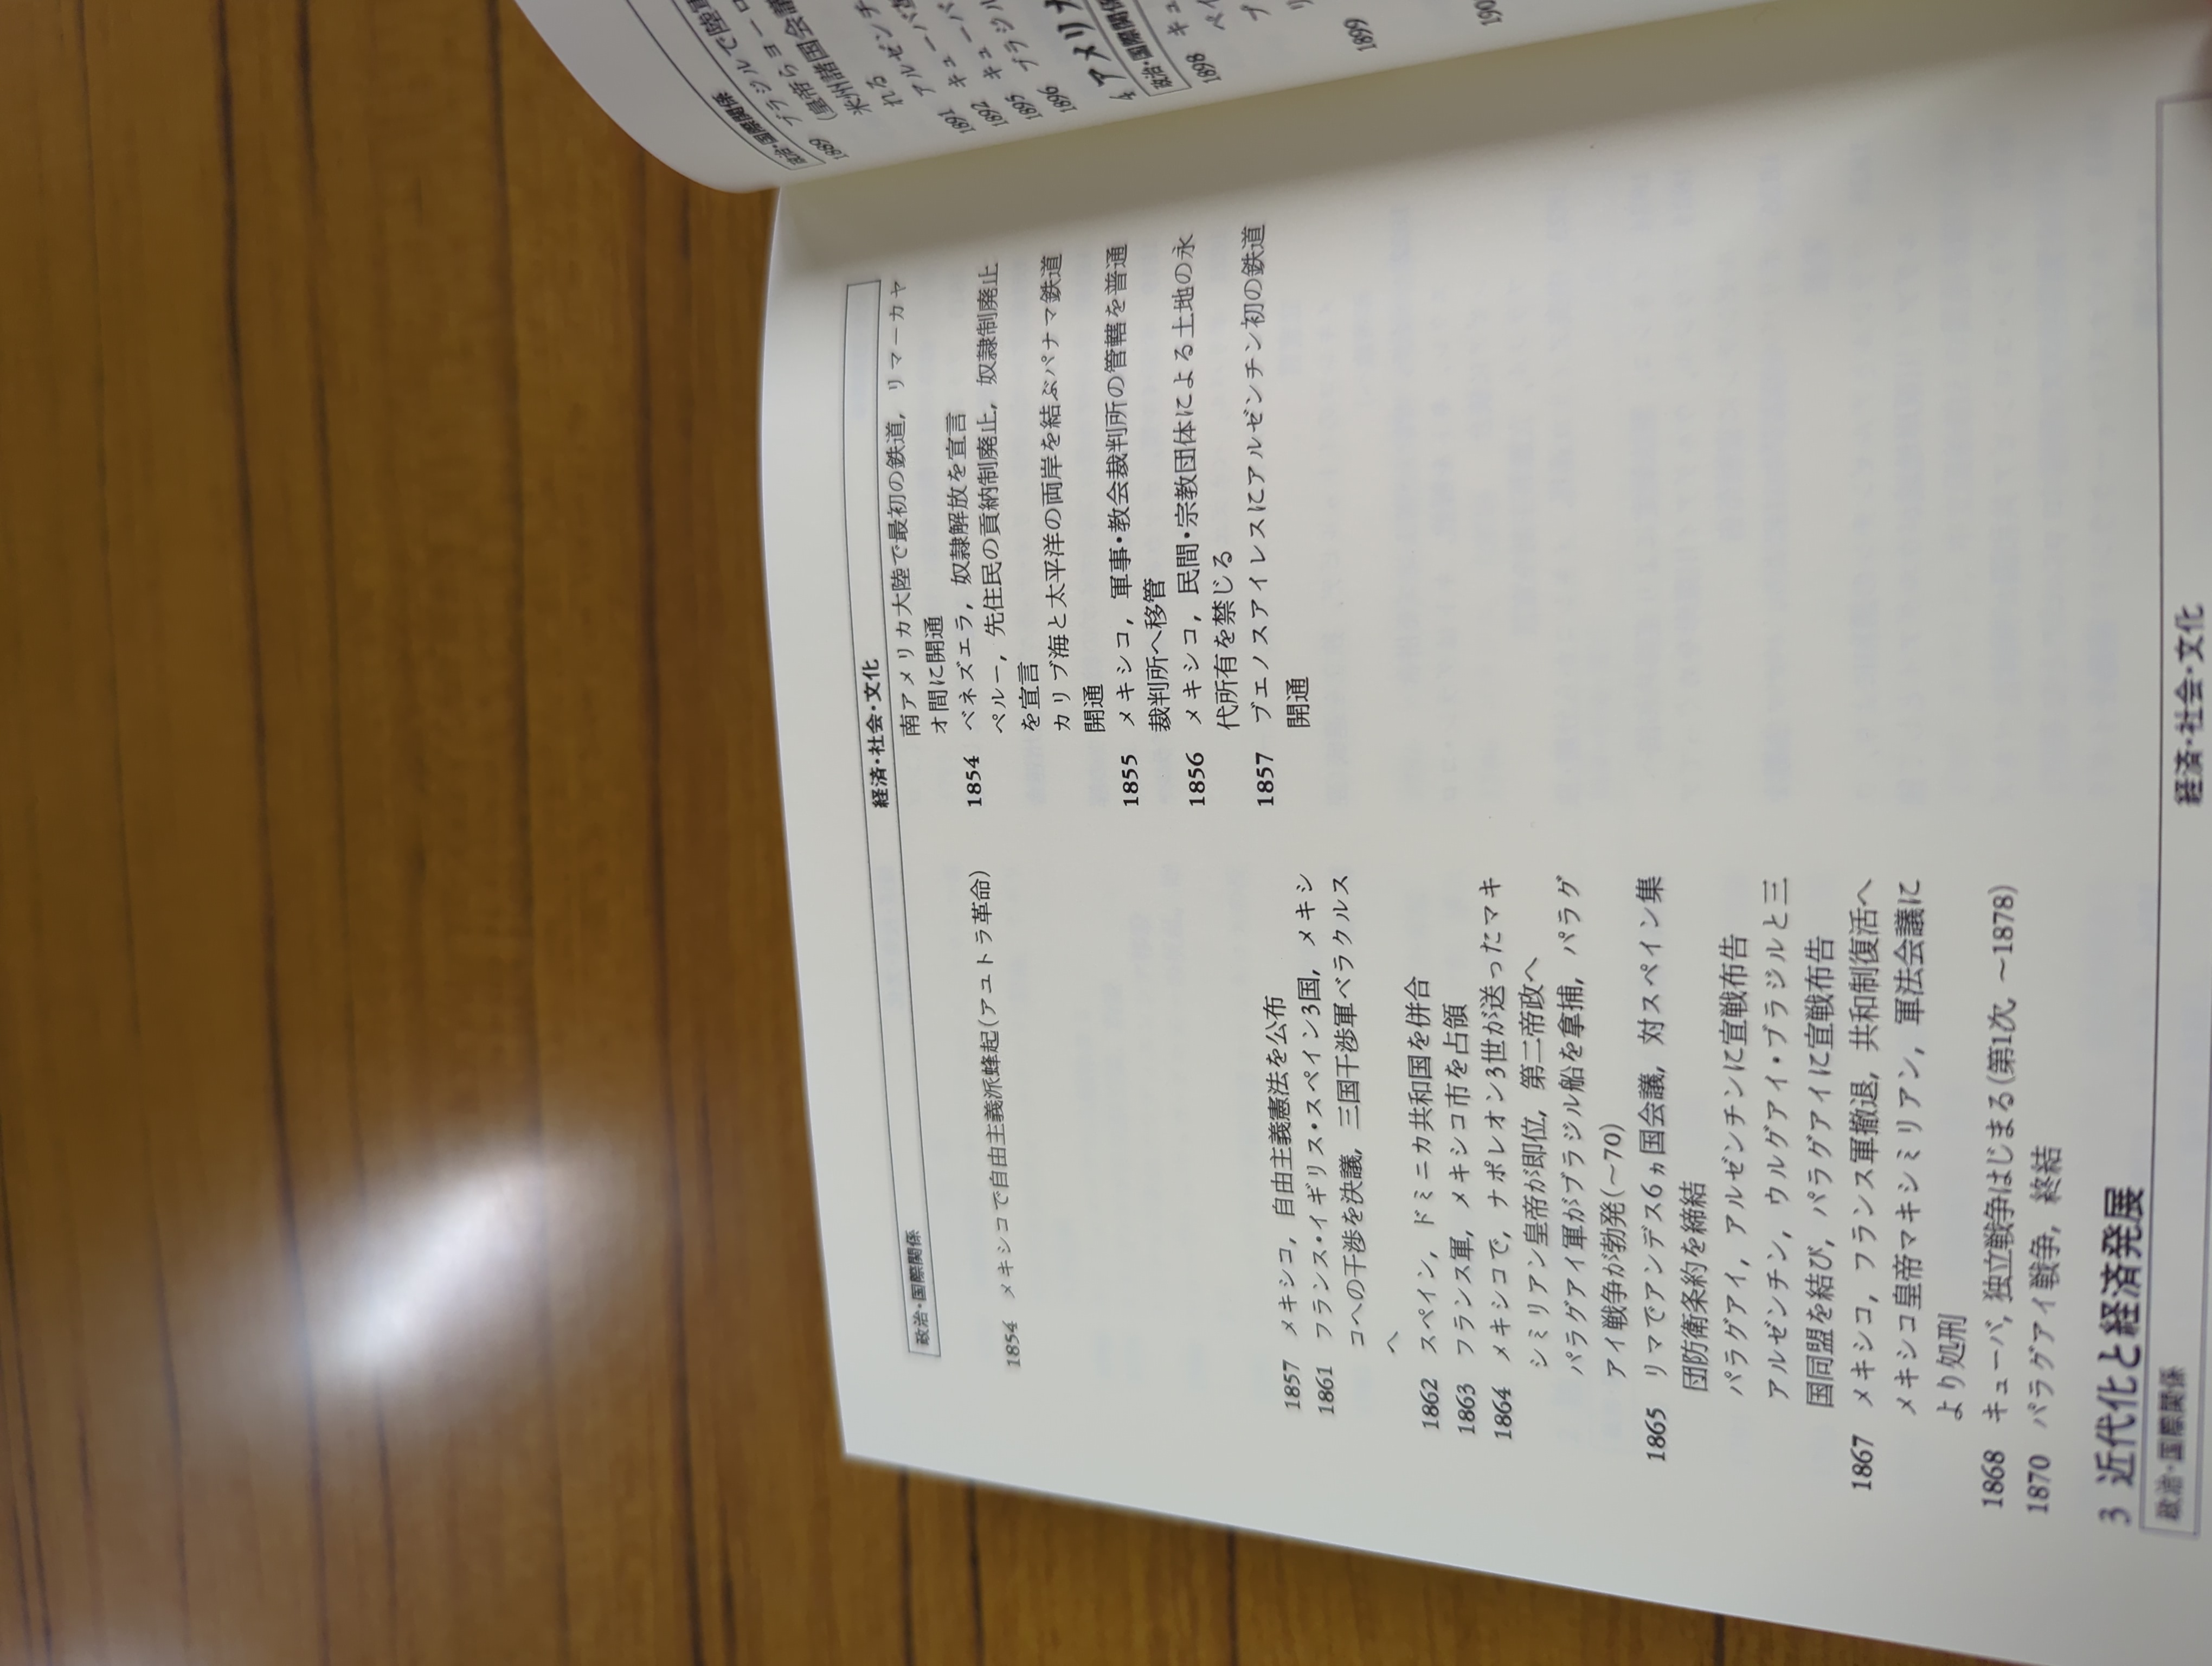 政治・国際関係
1854 メキシコで自由主義派蜂起(アユトラ革命)
1857 メキシコ，自由主義憲法を公布
1861 フランス・イギリス・スペイン3国，メキシ
コへの干渉を決議，三国干渉軍ベラクルス
へ
1862 スペイン，ドミニカ共和国を併合
1863 フランス軍，メキシコ市を占領
1864 メキシコで，ナポレオン3世が送ったマキ
シミリアン皇帝が即位，第二帝政へ
パラグアイ軍がブラジル船を拿捕，パラグ
アイ戦争が勃発(～70)
1865 リマでアンデス6ヵ国会議，対スペイン集
団防衛条約を締結
パラグアイ，アルゼンチンに宣戦布告
アルゼンチン，ウルグアイ・ブラジルと三
国同盟を結び，パラグアイに宣戦布告
1867 メキシコ，フランス軍撤退，共和制復活へ
メキシコ皇帝マキシミリアン，軍法会議に
より処刑
1868 キューバ，独立戦争はじまる(第1次，～1878)
1870 パラグアイ戦争，終結
経済・社会・文化
南アメリカ大陸で最初の鉄道，リマーカヤ
オ間に開通
1854 ベネズエラ，奴隷解放を宣言
ペルー，先住民の貢納制廃止，奴隷制廃止
を宣言
カリブ海と太平洋の両岸を結ぶパナマ鉄道
開通
1855 メキシコ，軍事・教会裁判所の管轄を普通
裁判所へ移管
1856 メキシコ，民間・宗教団体による土地の永
代所有を禁じる
1857 ブエノスアイレスにアルゼンチン初の鉄道
開通
3 近代化と経済発展
政治・国際関係
経済・社会・文化
政治・国際関係
1889 ブラジルで陸軍
(皇帝らヨーロ
米州諸国会議
れる
1891 アルゼンチ
1892 キューバ革
1895 キューバ
1896 ブラジル
4 アメリカ
政治・国際関係
1898 キュ
ペイ
ブ
リ
1899
190